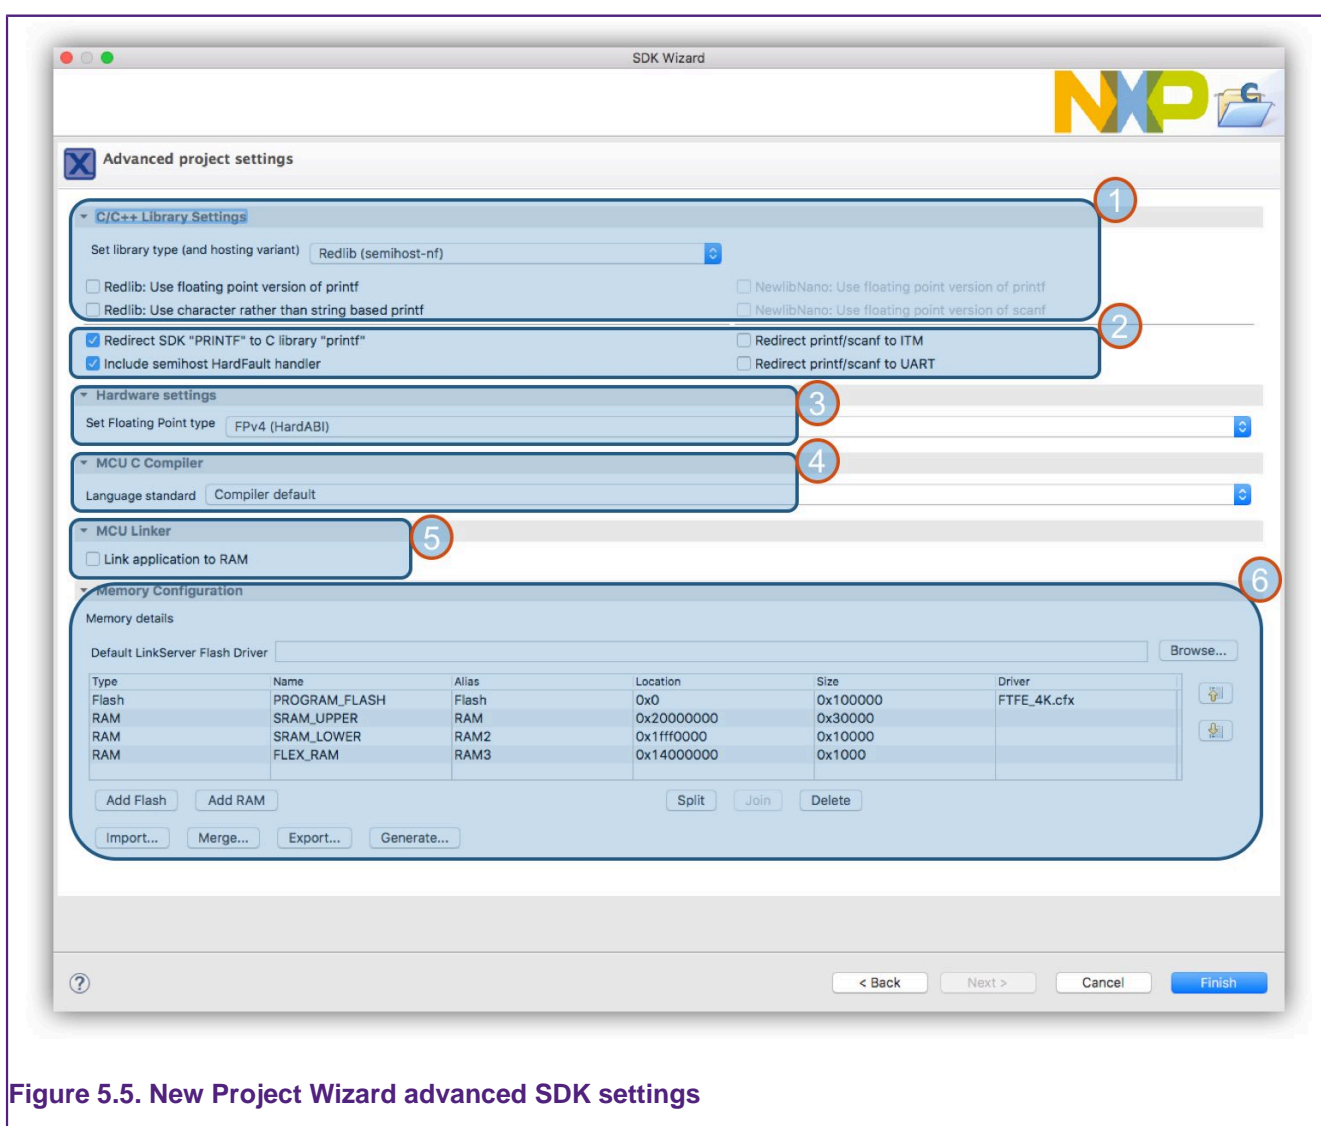 SDK Wizard
NXP
C
X Advanced project settings
1
C/C++ Library Settings
Set library type (and hosting variant) Redlib (semihost-nf)
Redlib: Use floating point version of printf NewlibNano: Use floating point version of printf
Redlib: Use character rather than string based printf NewlibNano: Use floating point version of scanf
2
Redirect SDK "PRINTF" to C library "printf" Redirect printf/scanf to ITM
Include semihost HardFault handler Redirect printf/scanf to UART
3
Hardware settings
Set Floating Point type FPv4 (HardABI)
4
MCU C Compiler
Language standard Compiler default
5
MCU Linker
Link application to RAM
6
Memory Configuration
Memory details
Default LinkServer Flash Driver Browse...
Type Name Alias Location Size Driver
Flash PROGRAM_FLASH Flash 0x0 0x100000 FTFE_4K.cfx
RAM SRAM_UPPER RAM 0x20000000 0x30000
RAM SRAM_LOWER RAM2 0x1fff0000 0x10000
RAM FLEX_RAM RAM3 0x14000000 0x1000
Add Flash Add RAM Split Join Delete
Import... Merge... Export... Generate...
? < Back Next > Cancel Finish
Figure 5.5. New Project Wizard advanced SDK settings